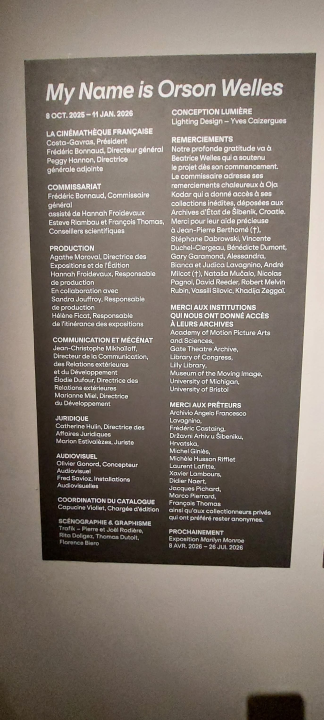 My Name is Orson Welles
8 OCT. 2025 – 11 JAN. 2026
LA CINÉMATHÈQUE FRANÇAISE
Costa-Gavras, Président
Frédéric Bonnaud, Directeur général
Peggy Hannon, Directrice
générale adjointe
COMMISSARIAT
Frédéric Bonnaud, Commissaire
général
assisté de Hannah Froidevaux
Esteve Riambau et François Thomas,
Conseillers scientifiques
PRODUCTION
Agathe Moroval, Directrice des
Expositions et de l'Édition
Hannah Froidevaux, Responsable
de production
En collaboration avec
Sandra Jouffroy, Responsable
de production
Hélène Ficat, Responsable
de l'itinérance des expositions
COMMUNICATION ET MÉCÉNAT
Jean-Christophe Mikhaïloff,
Directeur de la Communication,
des Relations extérieures
et du Développement
Élodie Dufour, Directrice des
Relations extérieures
Marianne Miel, Directrice
du Développement
JURIDIQUE
Catherine Hulin, Directrice des
Affaires Juridiques
Marion Estivalèzes, Juriste
AUDIOVISUEL
Olivier Gonord, Concepteur
Audiovisuel
Fred Savioz, Installations
Audiovisuelles
COORDINATION DU CATALOGUE
Capucine Viollet, Chargée d'édition
SCÉNOGRAPHIE & GRAPHISME
Trafik – Pierre et Joël Rodière,
Rita Doligez, Thomas Dutoit,
Florence Biero
CONCEPTION LUMIÈRE
Lighting Design – Yves Caizergues
REMERCIEMENTS
Notre profonde gratitude va à
Beatrice Welles qui a soutenu
le projet dès son commencement.
Le commissaire adresse ses
remerciements chaleureux à Oja
Kodar qui a donné accès à ses
collections inédites, déposées aux
Archives d'État de Šibenik, Croatie.
Merci pour leur aide précieuse
à Jean-Pierre Berthomé (†),
Stéphane Dabrowski, Vincente
Duchel-Clergeau, Bénédicte Dumont,
Gary Garamond, Alessandra,
Bianca et Judica Lavagnino, André
Milcot (†), Nataša Mučalo, Nicolas
Pagnol, David Reeder, Robert Melvin
Rubin, Vassili Silovic, Khadija Zeggaï.
MERCI AUX INSTITUTIONS
QUI NOUS ONT DONNÉ ACCÈS
À LEURS ARCHIVES
Academy of Motion Picture Arts
and Sciences,
Gate Theatre Archive,
Library of Congress,
Lilly Library,
Museum of the Moving Image,
University of Michigan,
University of Bristol
MERCI AUX PRÊTEURS
Archivio Angelo Francesco
Lavagnino,
Frédéric Costaing,
Državni Arhiv u Šibeniku,
Hrvatska,
Michel Giniès,
Michèle Husson Rifflet
Laurent Lafitte,
Xavier Lambours,
Didier Naert,
Jacques Pichard,
Marco Pierrard,
François Thomas
ainsi qu'aux collectionneurs privés
qui ont préféré rester anonymes.
PROCHAINEMENT
Exposition Marilyn Monroe
8 AVR. 2026 – 26 JUI. 2026